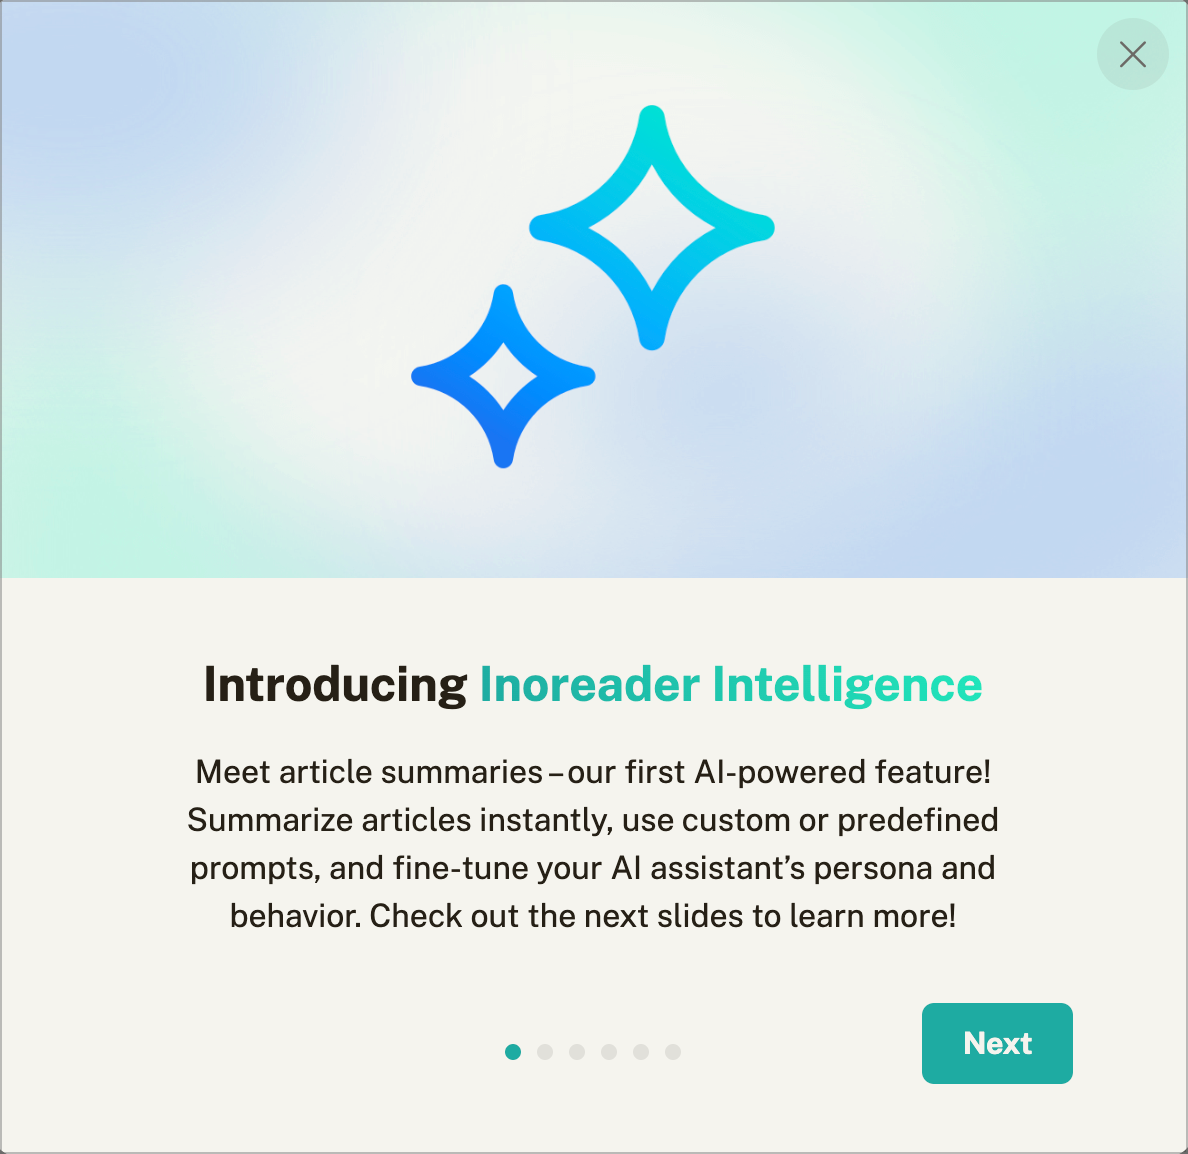 Introducing Inoreader Intelligence
Meet article summaries – our first AI-powered feature!
Summarize articles instantly, use custom or predefined
prompts, and fine-tune your AI assistant’s persona and
behavior. Check out the next slides to learn more!
Next